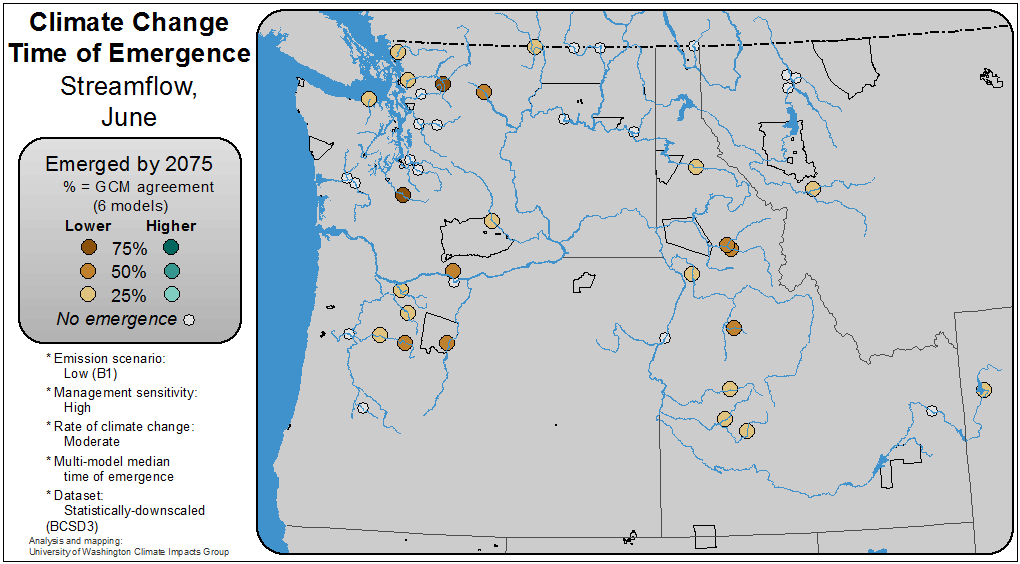 Climate Change
Time of Emergence
Streamflow,
June
Emerged by 2075
% = GCM agreement
(6 models)
Lower Higher
75%
50%
25%
No emergence
* Emission scenario:
Low (B1)
* Management sensitivity:
High
* Rate of climate change:
Moderate
* Multi-model median
time of emergence
* Dataset:
Statistically-downscaled
(BCSD3)
Analysis and mapping:
University of Washington Climate Impacts Group